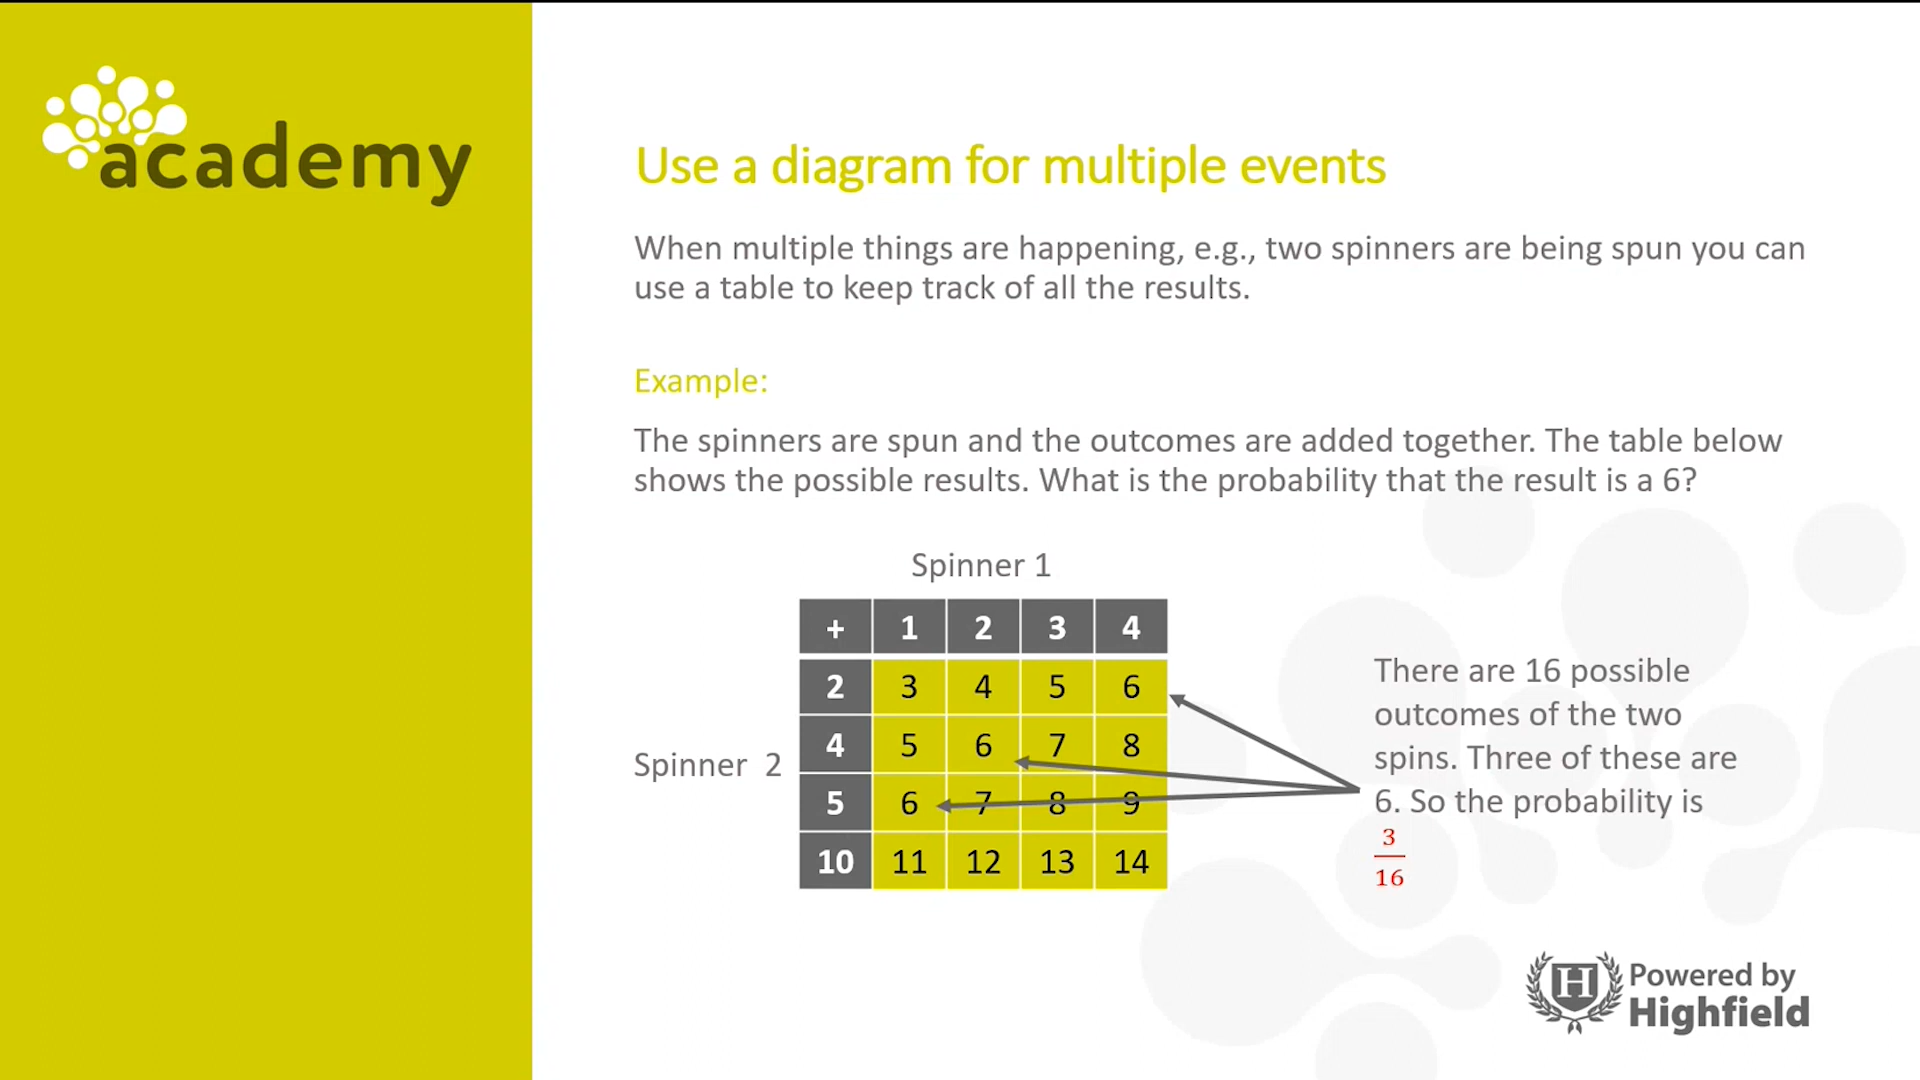 academy
Use a diagram for multiple events
When multiple things are happening, e.g., two spinners are being spun you can
use a table to keep track of all the results.
Example:
The spinners are spun and the outcomes are added together. The table below
shows the possible results. What is the probability that the result is a 6?
Spinner 1
+ 1 2 3 4
2 3 4 5 6
4 5 6 7 8
Spinner 2
5 6 7 8 9
10 11 12 13 14
There are 16 possible
outcomes of the two
spins. Three of these are
6. So the probability is
3
16
H
Powered by
Highfield